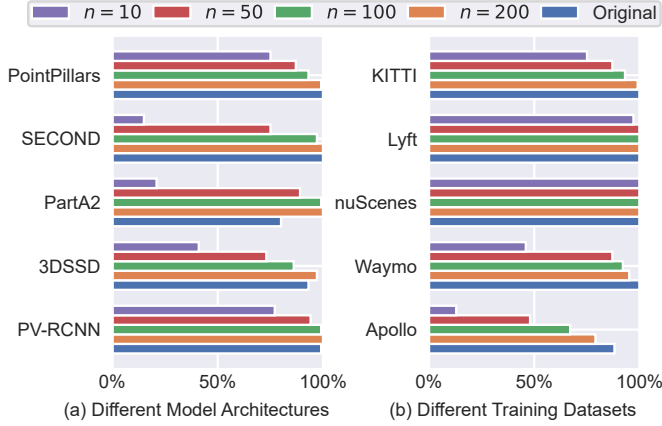 n = 10 n = 50 n = 100 n = 200 Original
PointPillars
SECOND
PartA2
3DSSD
PV-RCNN
0% 50% 100%
(a) Different Model Architectures
KITTI
Lyft
nuScenes
Waymo
Apollo
0% 50% 100%
(b) Different Training Datasets